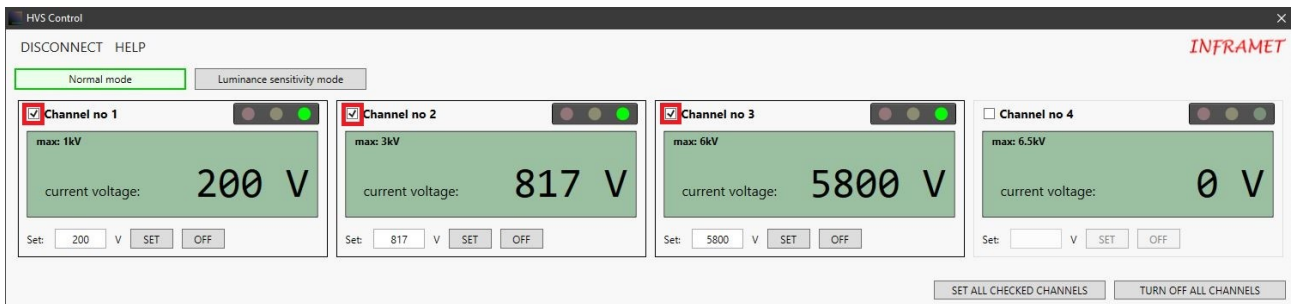 HVS Control
DISCONNECT HELP
INFRAMET
Normal mode Luminance sensitivity mode
Channel no 1
max: 1kV
current voltage: 200 V
Set: 200 V SET OFF
Channel no 2
max: 3kV
current voltage: 817 V
Set: 817 V SET OFF
Channel no 3
max: 6kV
current voltage: 5800 V
Set: 5800 V SET OFF
Channel no 4
max: 6.5kV
current voltage: 0 V
Set: V SET OFF
SET ALL CHECKED CHANNELS TURN OFF ALL CHANNELS